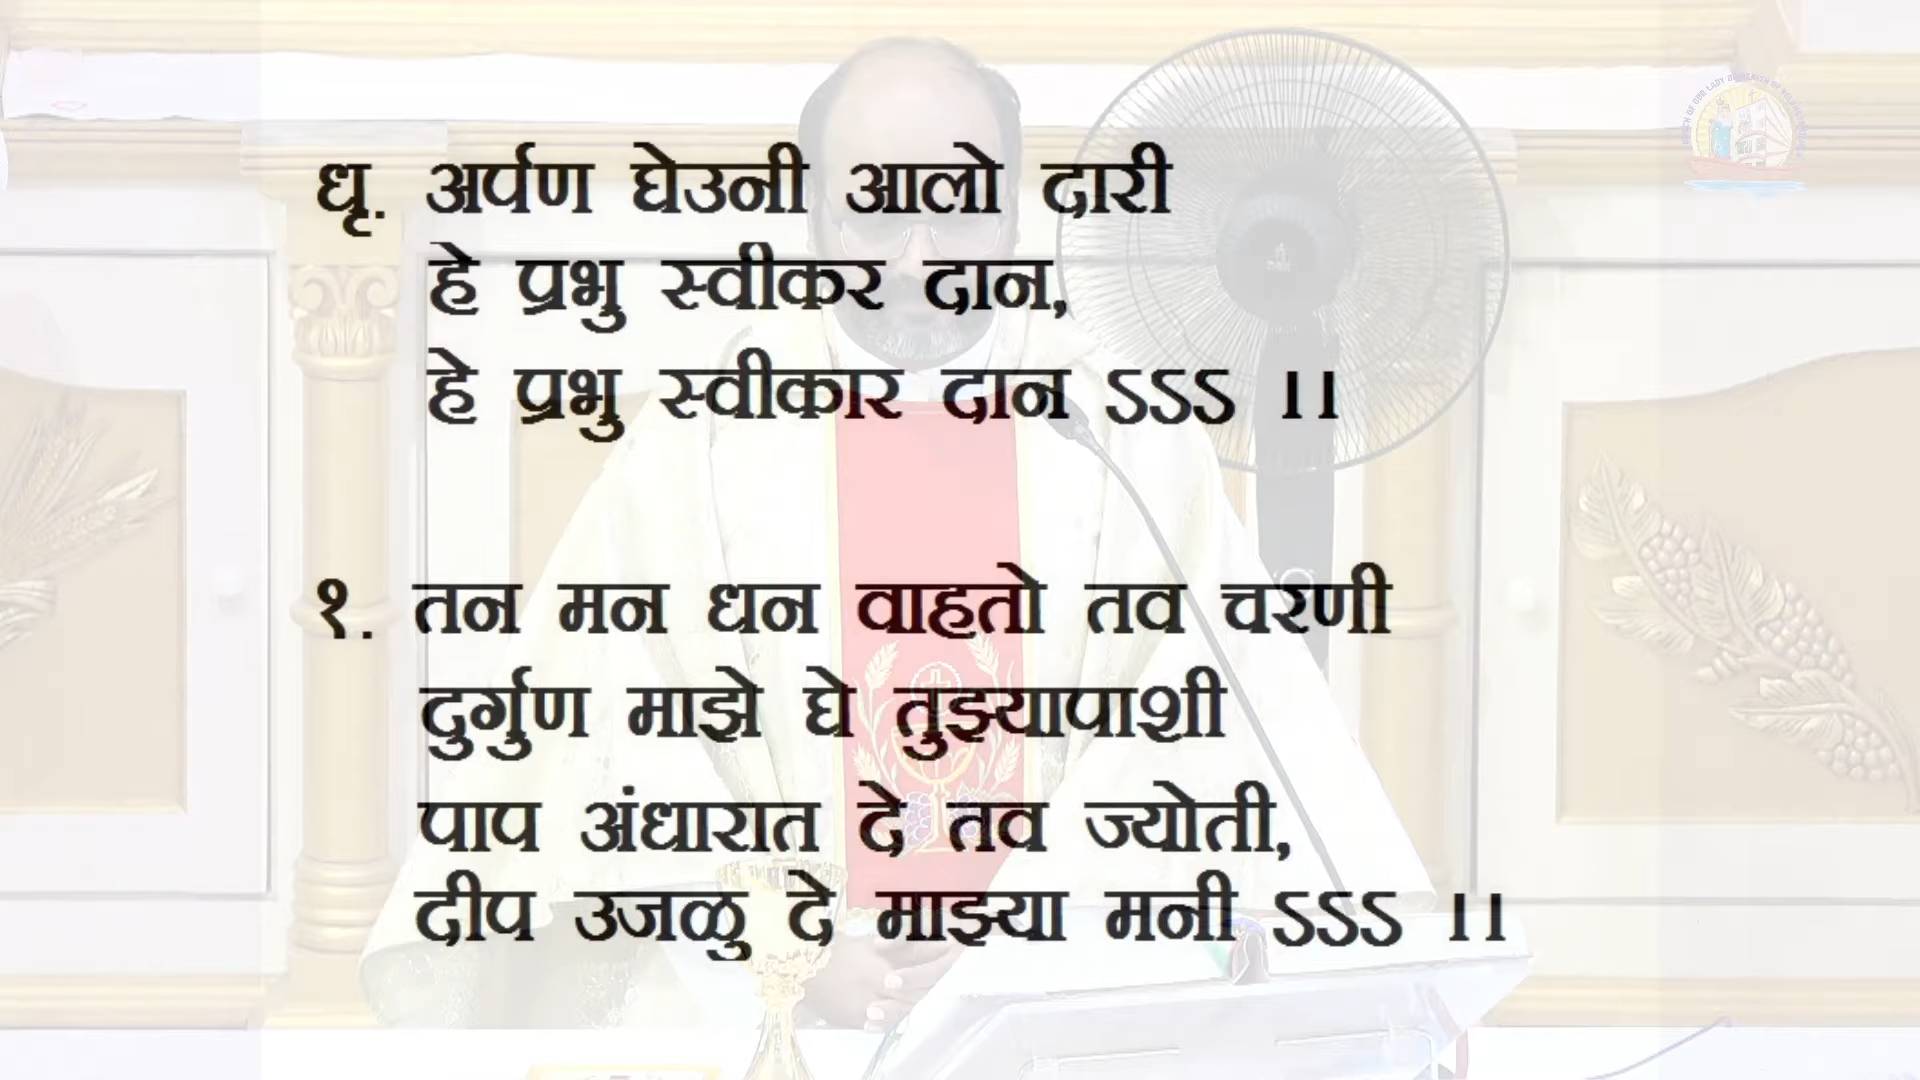 धृ. अर्पण घेउनी आलो दारी
हे प्रभु स्वीकर दान,
हे प्रभु स्वीकार दान ऽऽऽ ।।
१. तन मन धन वाहतो तव चरणी
दुर्गुण माझे घे तुझ्यापाशी
पाप अंधारात दे तव ज्योती,
दीप उजळु दे माझ्या मनी ऽऽऽ ।।